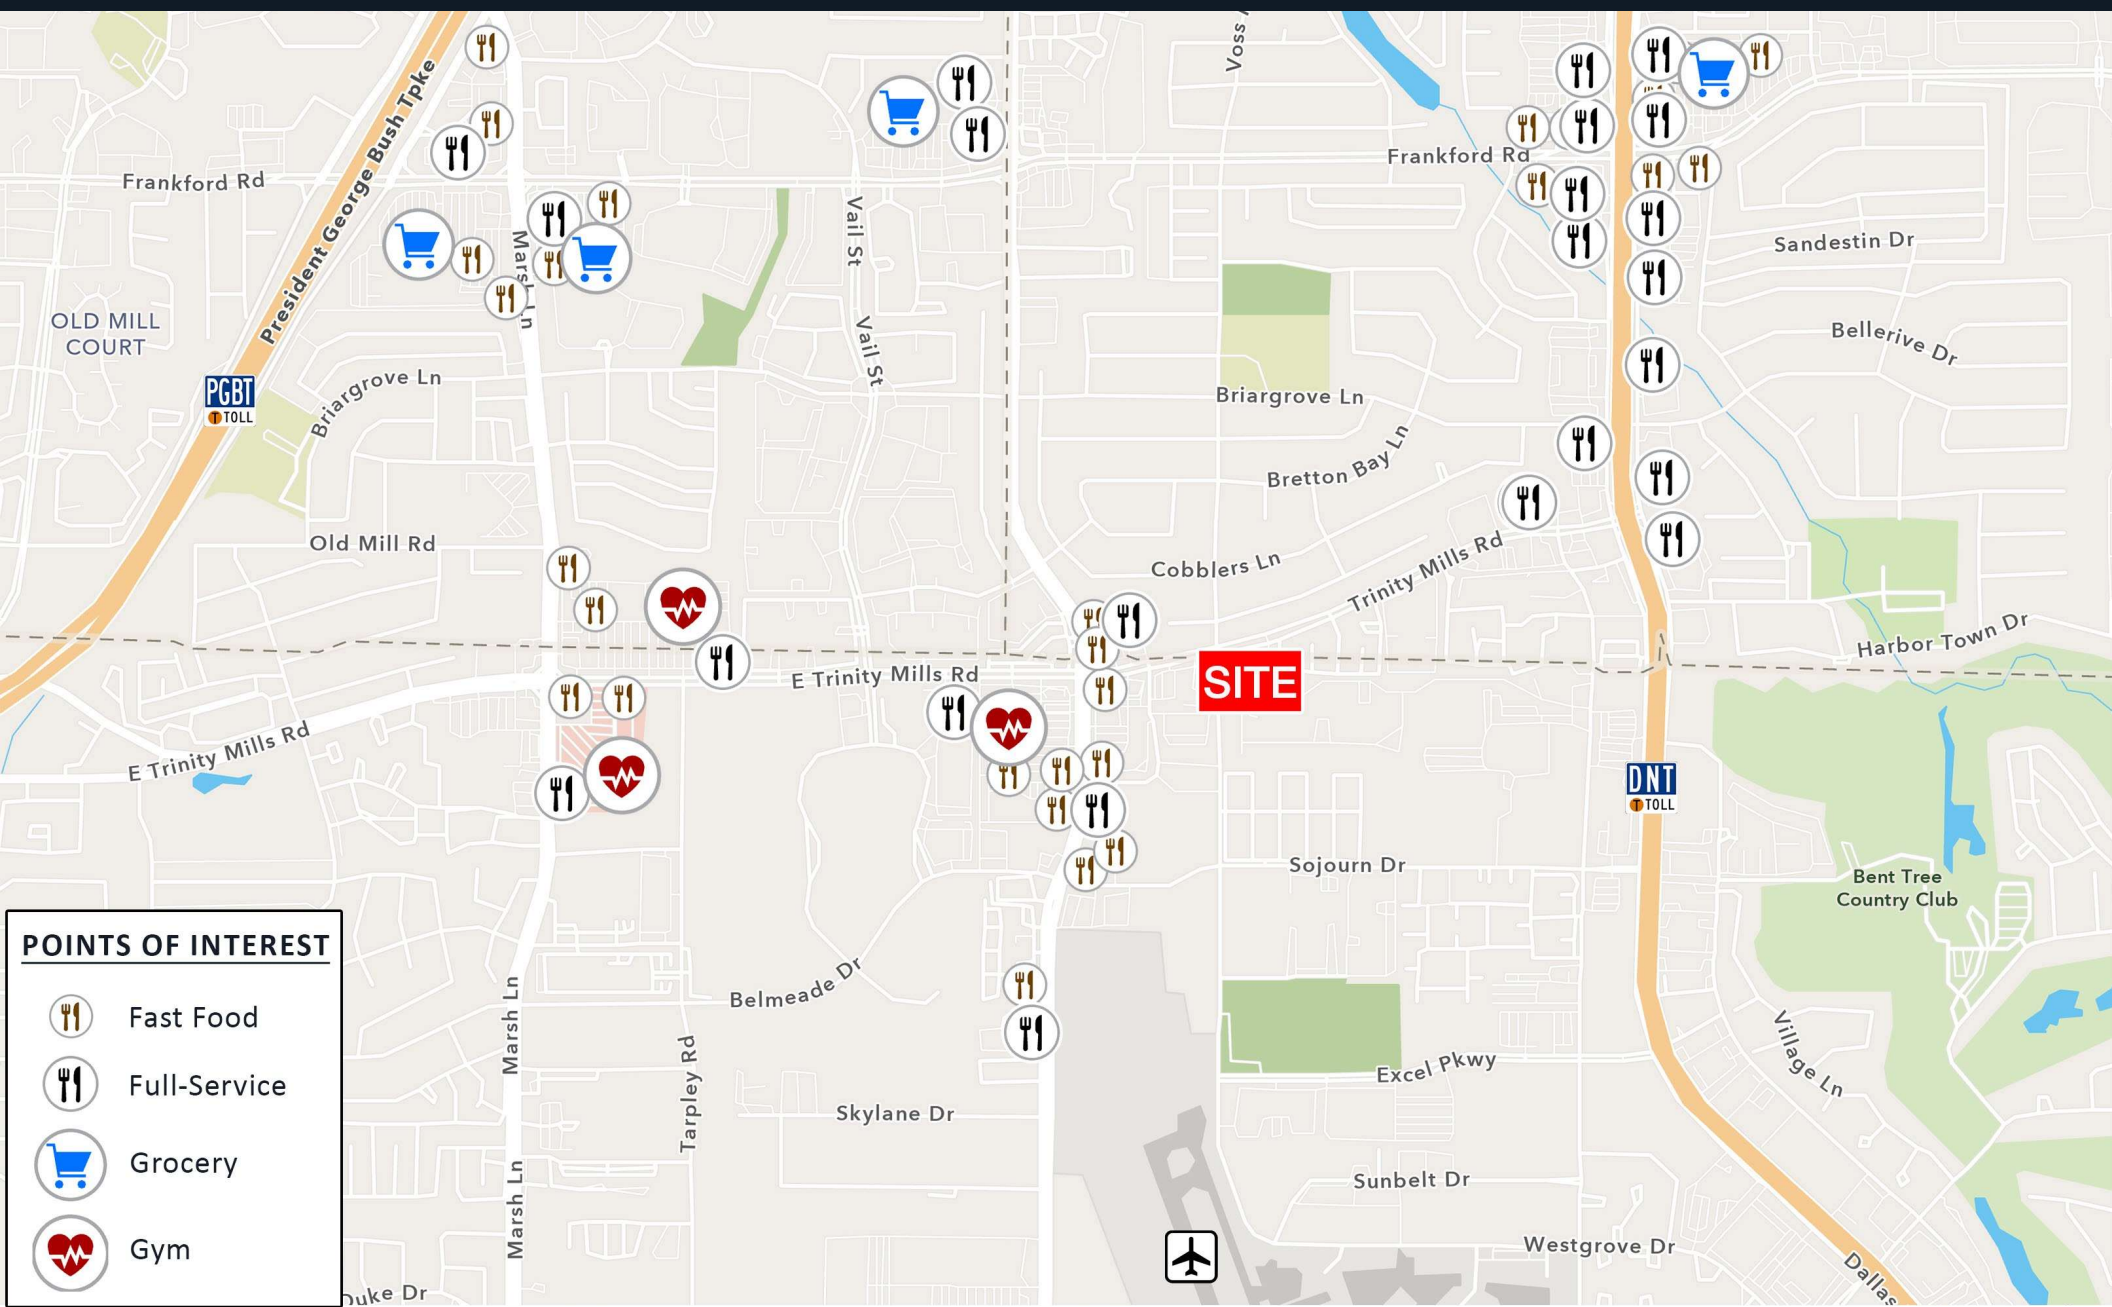 Voss
President George Bush Tpke
Frankford Rd
Frankford Rd
Vail St
Marsh Ln
Sandestin Dr
OLD MILL
COURT
Vail St
Bellerive Dr
PGBT
TOLL
Briargrove Ln
Briargrove Ln
Bretton Bay Ln
Old Mill Rd
Cobblers Ln
Trinity Mills Rd
Harbor Town Dr
E Trinity Mills Rd
SITE
E Trinity Mills Rd
DNT
TOLL
Sojourn Dr
Bent Tree
Country Club
Belmeade Dr
Marsh Ln
Tarpley Rd
Village Ln
Excel Pkwy
Skylane Dr
Sunbelt Dr
Marsh Ln
Westgrove Dr
Dallas
Duke Dr
POINTS OF INTEREST
Fast Food
Full-Service
Grocery
Gym